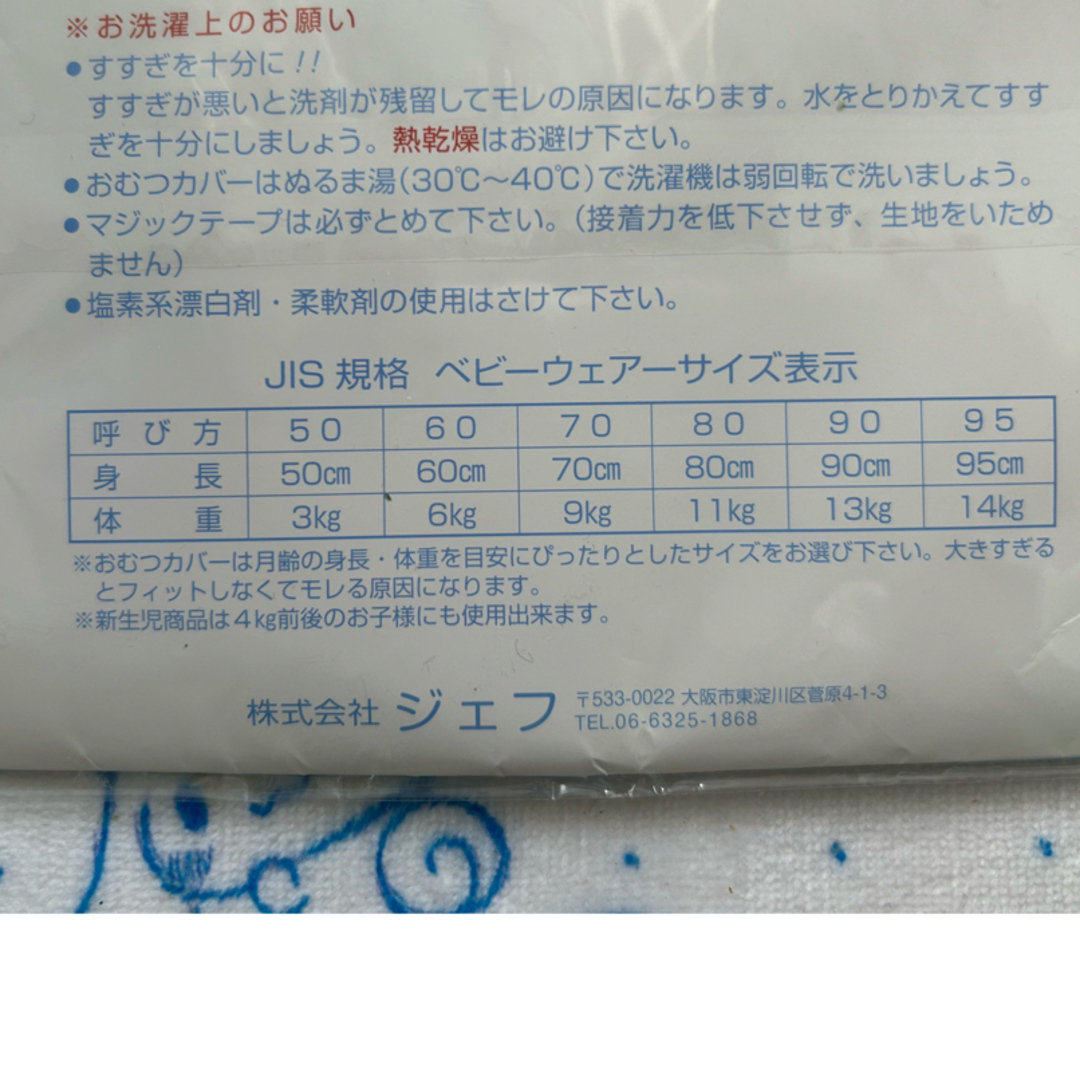 ※お洗濯上のお願い
●すすぎを十分に!!
すすぎが悪いと洗剤が残留してモレの原因になります。水をとりかえてすす
ぎを十分にしましょう。熱乾燥はお避け下さい。
●おむつカバーはぬるま湯(30℃〜40℃)で洗濯機は弱回転で洗いましょう。
●マジックテープは必ずとめて下さい。(接着力を低下させず、生地をいため
ません)
●塩素系漂白剤・柔軟剤の使用はさけて下さい。
JIS 規格 ベビーウェアーサイズ表示
呼び方 50 60 70 80 90 95
身長 50cm 60cm 70cm 80cm 90cm 95cm
体重 3kg 6kg 9kg 11kg 13kg 14kg
※おむつカバーは月齢の身長・体重を目安にぴったりとしたサイズをお選び下さい。大きすぎる
とフィットしなくてモレる原因になります。
※新生児商品は4kg前後のお子様にも使用出来ます。
株式会社 ジェフ 〒533-0022 大阪市東淀川区菅原4-1-3
TEL.06-6325-1868